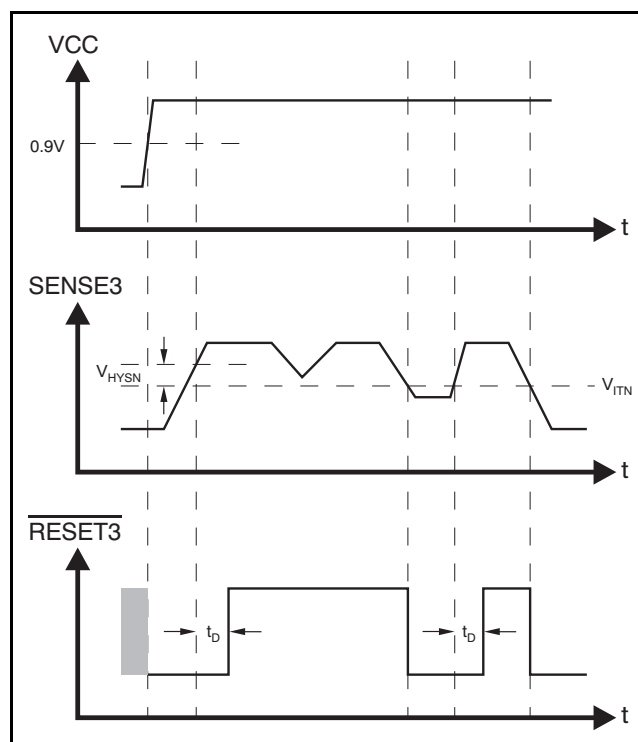 VCC
0.9V
t
SENSE3
VHYSN
VITN
t
RESET3
tD
tD
t